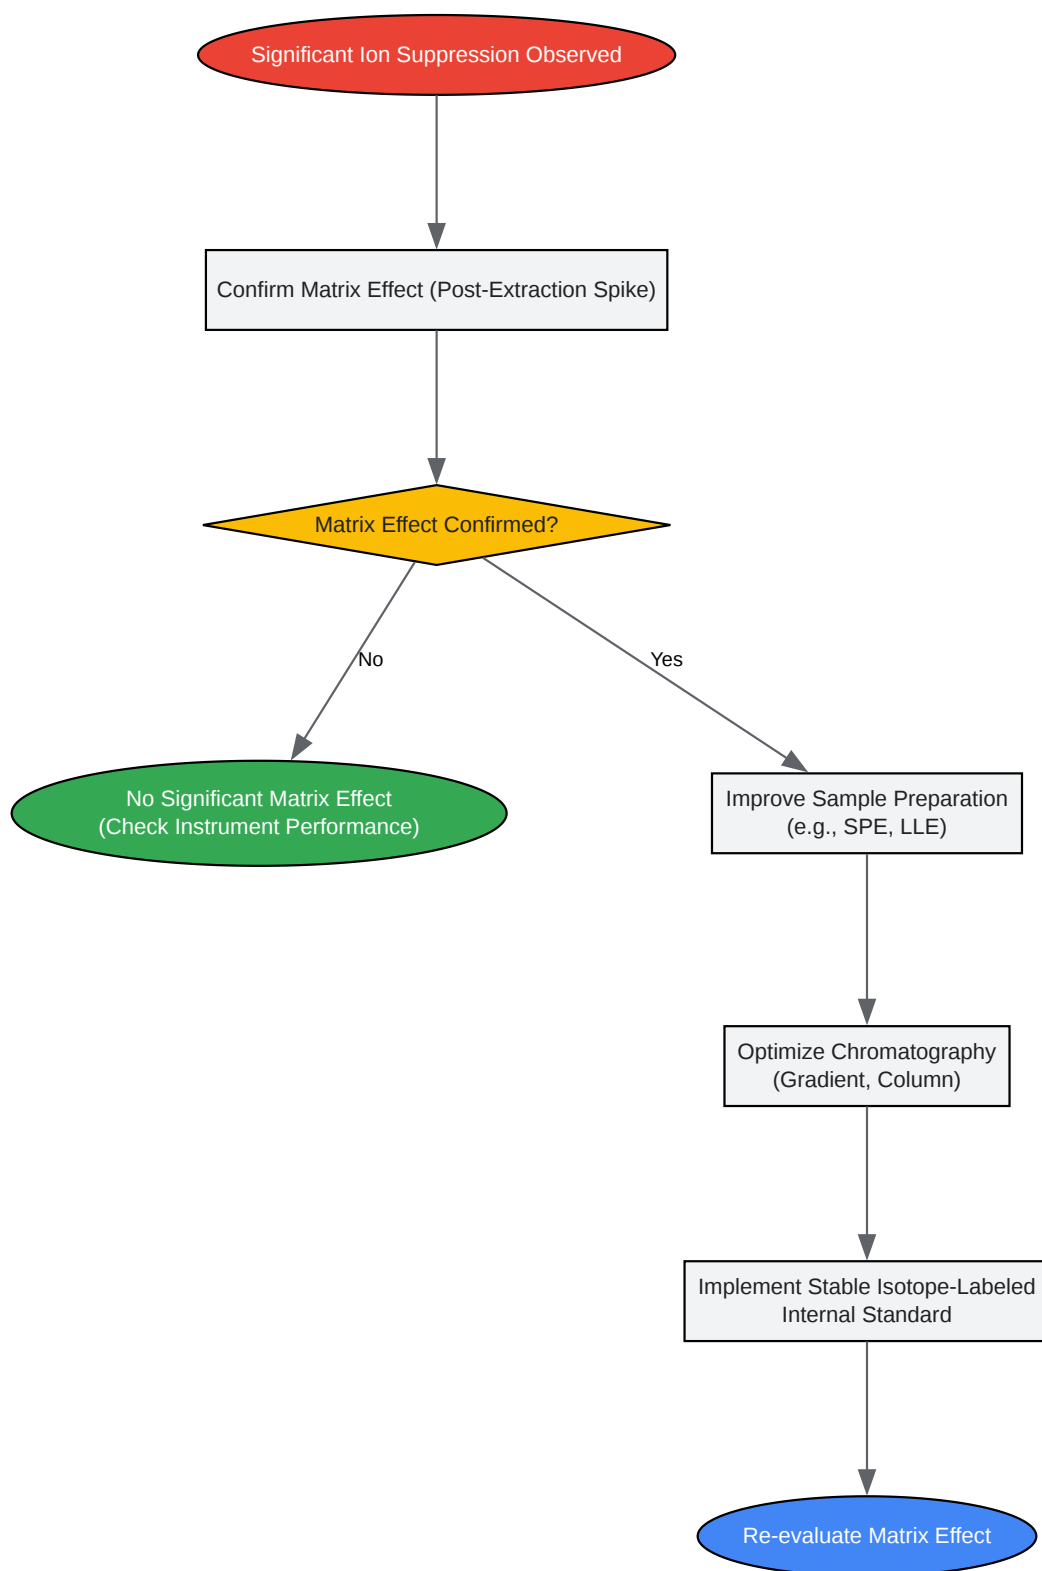 Significant Ion Suppression Observed
Confirm Matrix Effect (Post-Extraction Spike)
Matrix Effect Confirmed?
No
Yes
No Significant Matrix Effect
(Check Instrument Performance)
Improve Sample Preparation
(e.g., SPE, LLE)
Optimize Chromatography
(Gradient, Column)
Implement Stable Isotope-Labeled
Internal Standard
Re-evaluate Matrix Effect